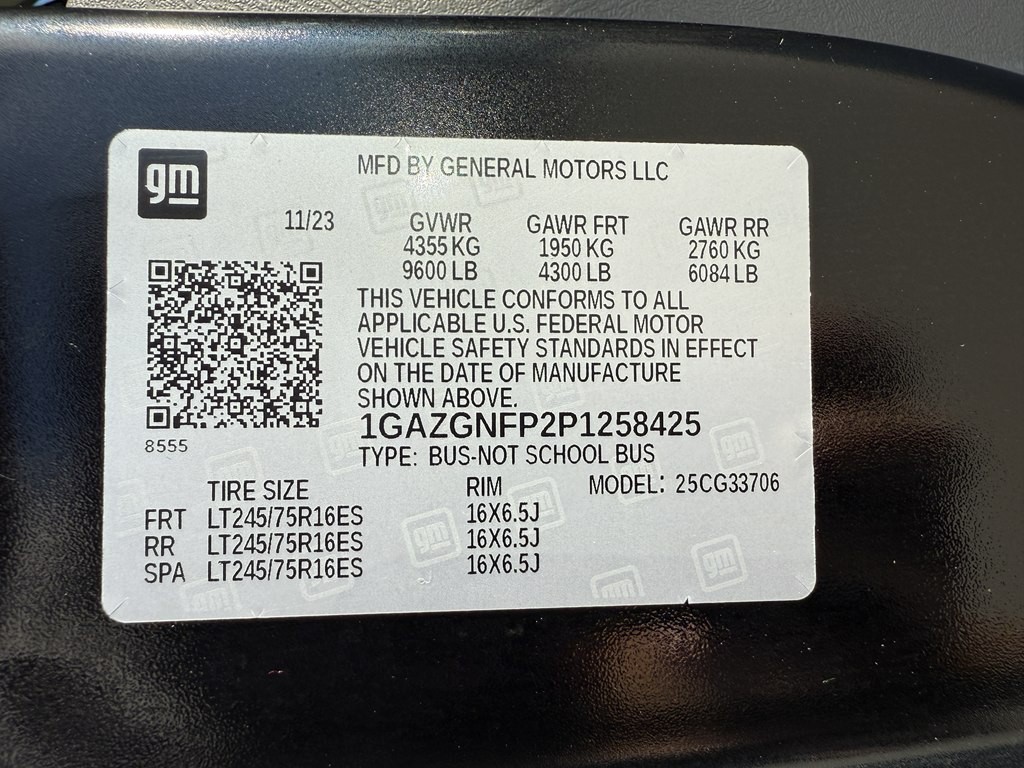 gm
MFD BY GENERAL MOTORS LLC
11/23 GVWR GAWR FRT GAWR RR
4355 KG 1950 KG 2760 KG
9600 LB 4300 LB 6084 LB
THIS VEHICLE CONFORMS TO ALL
APPLICABLE U.S. FEDERAL MOTOR
VEHICLE SAFETY STANDARDS IN EFFECT
ON THE DATE OF MANUFACTURE
SHOWN ABOVE.
1GAZGNFP2P1258425
8555
TYPE: BUS-NOT SCHOOL BUS
TIRE SIZE RIM MODEL: 25CG33706
FRT LT245/75R16ES 16X6.5J
RR LT245/75R16ES 16X6.5J
SPA LT245/75R16ES 16X6.5J